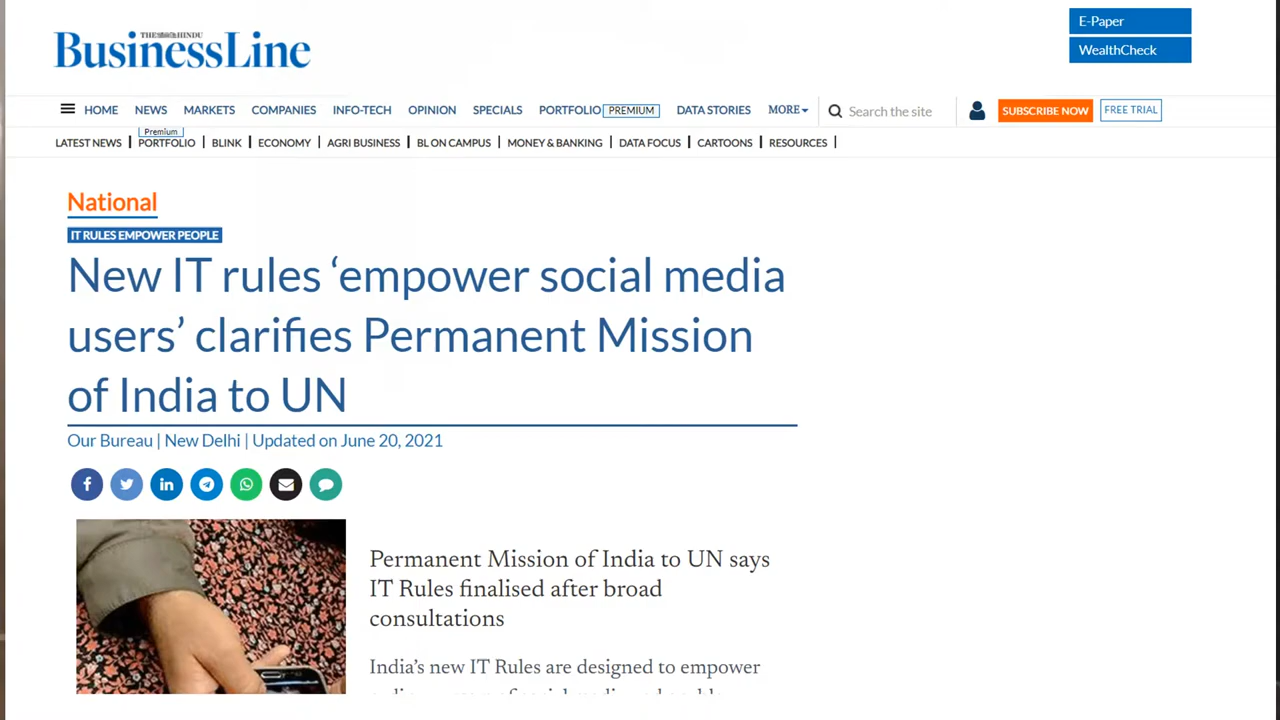 THE HINDU
BusinessLine
E-Paper
WealthCheck
HOME NEWS MARKETS COMPANIES INFO-TECH OPINION SPECIALS PORTFOLIO PREMIUM DATA STORIES MORE Search the site SUBSCRIBE NOW FREE TRIAL
Premium
LATEST NEWS | PORTFOLIO | BLINK | ECONOMY | AGRI BUSINESS | BL ON CAMPUS | MONEY & BANKING | DATA FOCUS | CARTOONS | RESOURCES |
National
IT RULES EMPOWER PEOPLE
New IT rules ‘empower social media
users’ clarifies Permanent Mission
of India to UN
Our Bureau | New Delhi | Updated on June 20, 2021
Permanent Mission of India to UN says
IT Rules finalised after broad
consultations
India’s new IT Rules are designed to empower